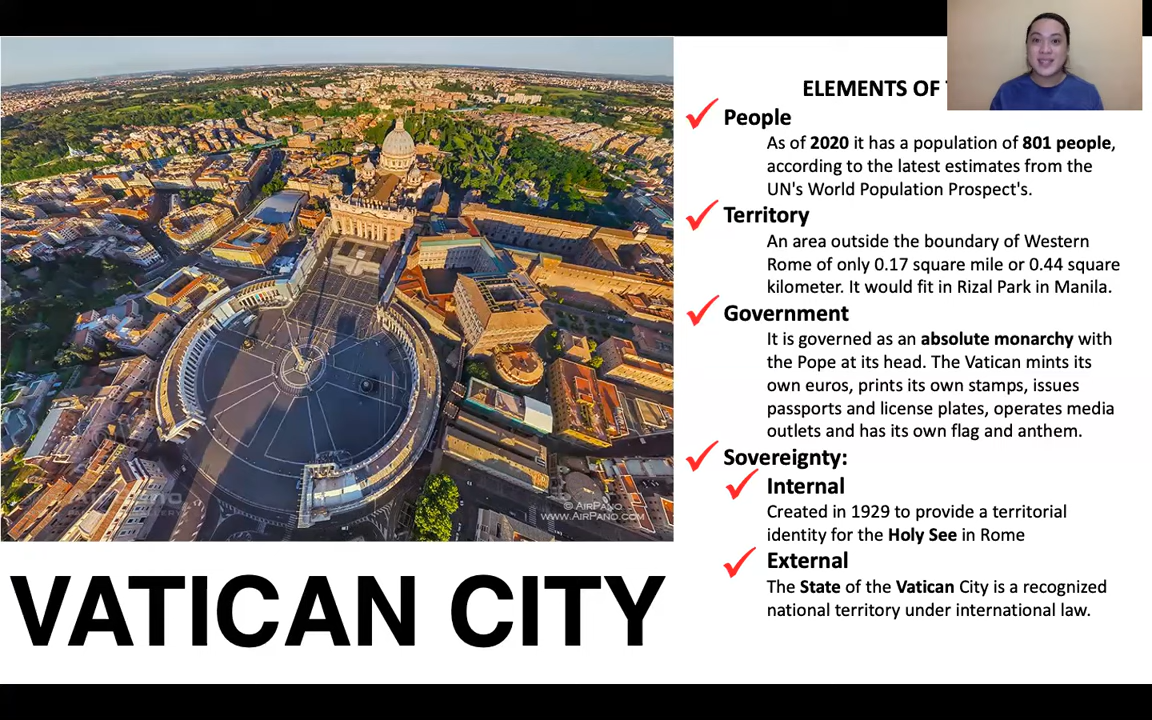 ELEMENTS OF
People
As of 2020 it has a population of 801 people,
according to the latest estimates from the
UN's World Population Prospect's.
Territory
An area outside the boundary of Western
Rome of only 0.17 square mile or 0.44 square
kilometer. It would fit in Rizal Park in Manila.
Government
It is governed as an absolute monarchy with
the Pope at its head. The Vatican mints its
own euros, prints its own stamps, issues
passports and license plates, operates media
outlets and has its own flag and anthem.
Sovereignty:
Internal
Created in 1929 to provide a territorial
identity for the Holy See in Rome
External
The State of the Vatican City is a recognized
national territory under international law.
AirPano
© AirPano
www.AirPano.com
VATICAN CITY